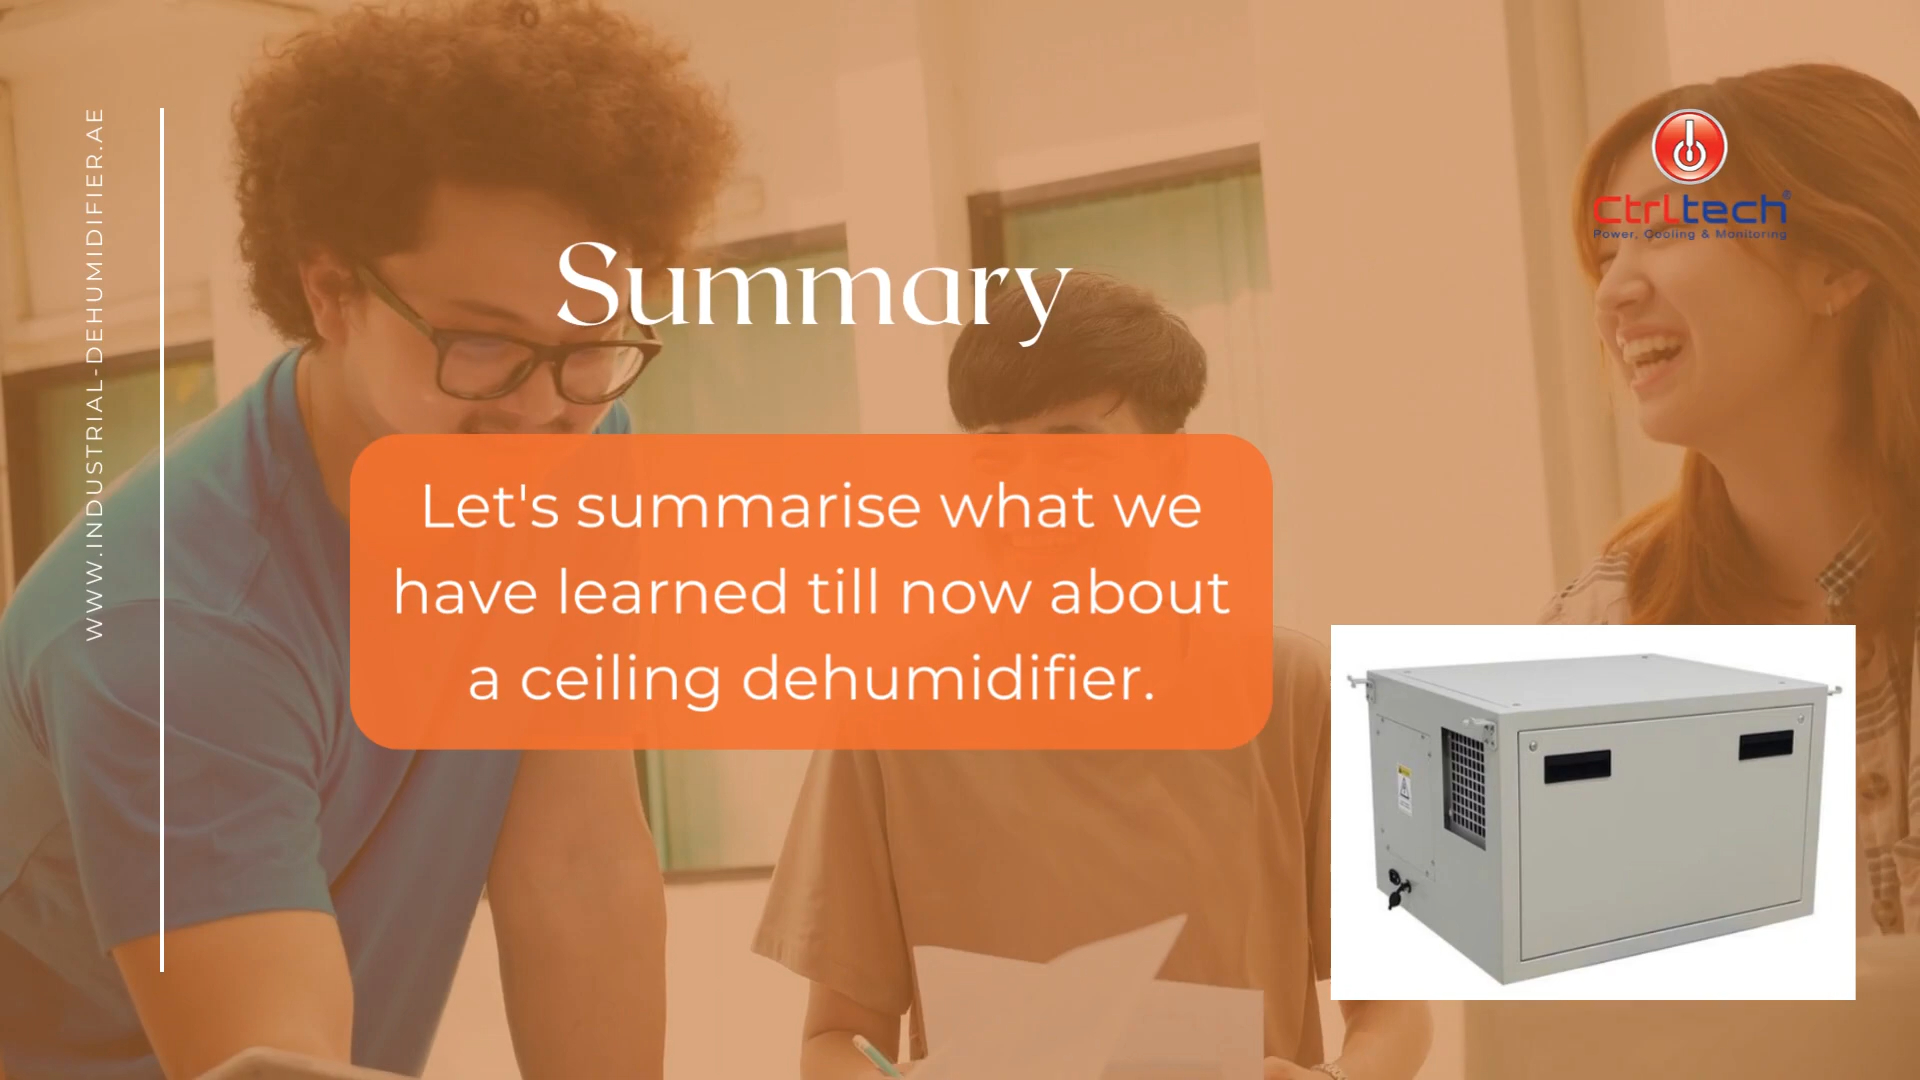 WWW.INDUSTRIAL-DEHUMIDIFIER.AE
Ctrltech®
Power, Cooling & Monitoring
Summary
Let's summarise what we
have learned till now about
a ceiling dehumidifier.